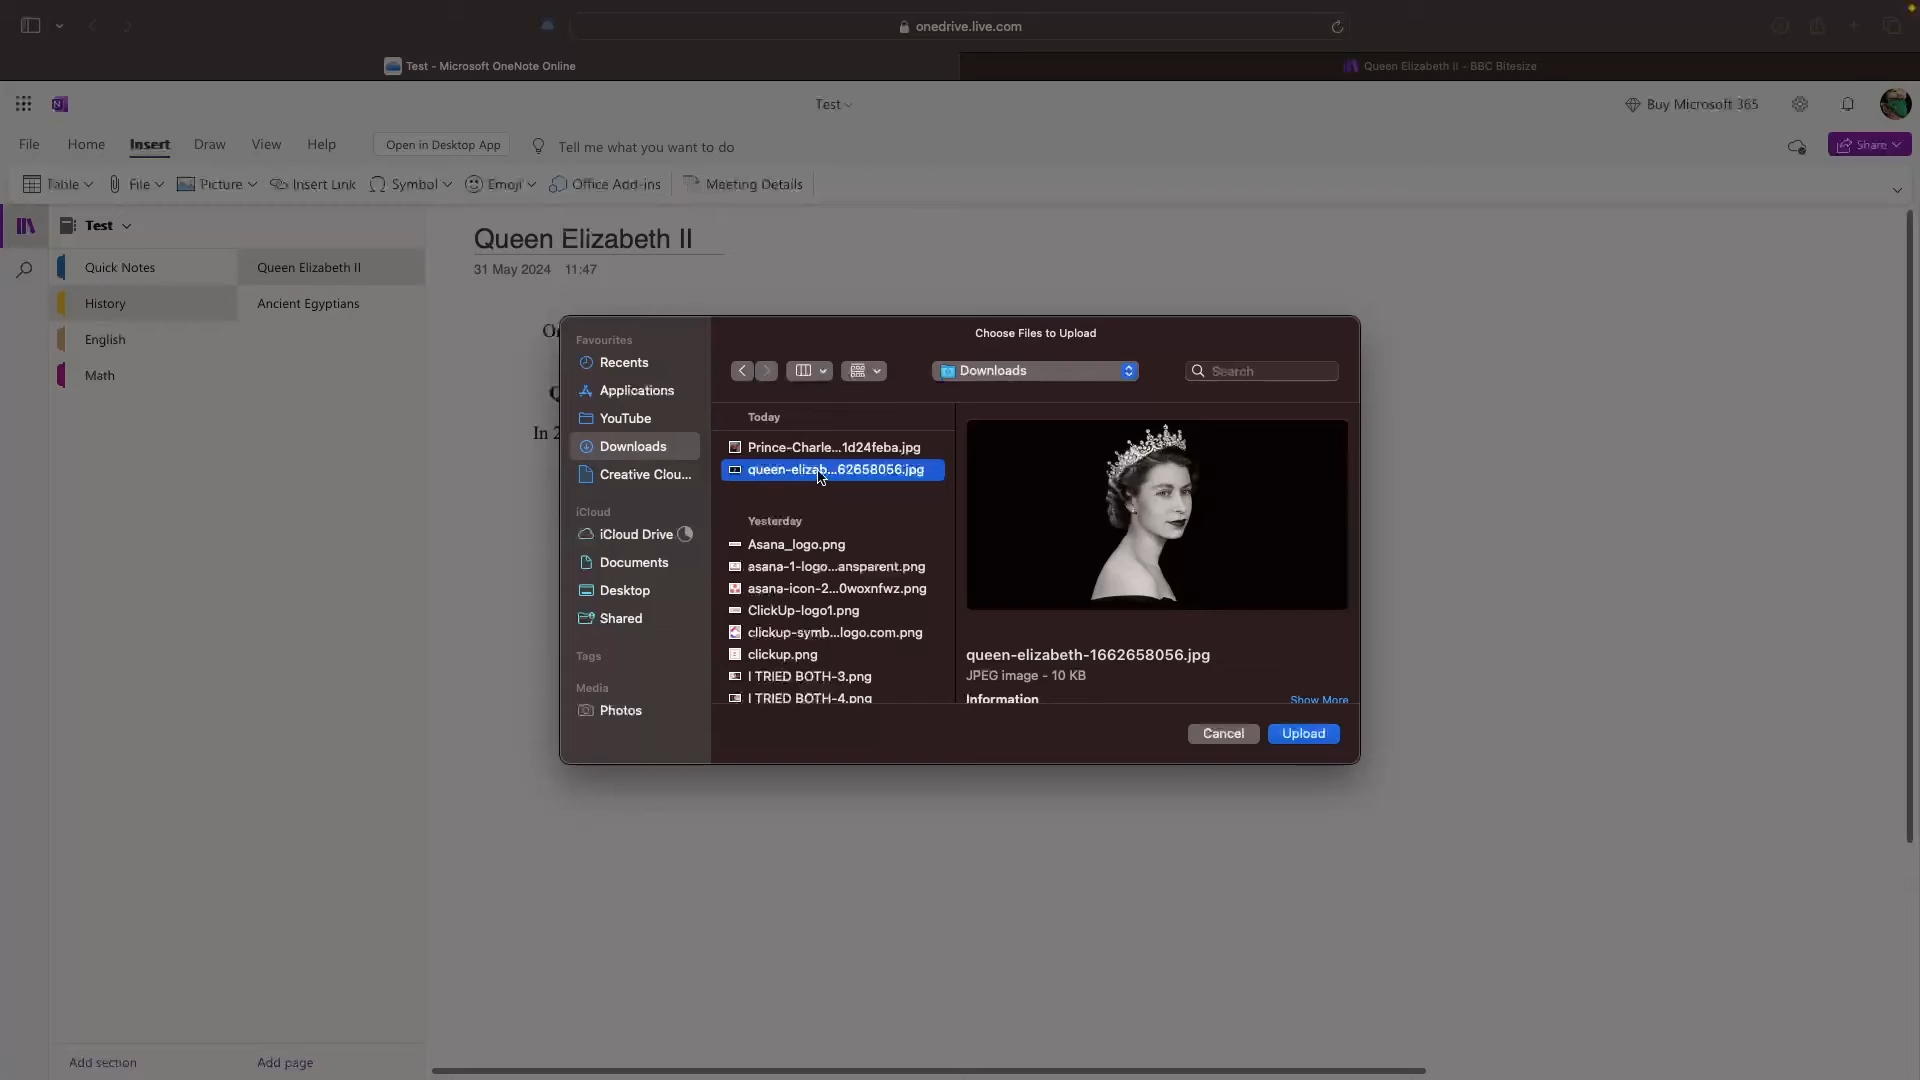 onedrive.live.com
Test - Microsoft OneNote Online
Queen Elizabeth II - BBC Bitesize
Test
Buy Microsoft 365
File Home Insert Draw View Help Open in Desktop App Tell me what you want to do Share
Table File Picture Insert Link Symbol Emoji Office Add-ins Meeting Details
Test
Quick Notes
History
English
Math
Queen Elizabeth II
Ancient Egyptians
Add section
Add page
Queen Elizabeth II
31 May 2024 11:47
In 2
Choose Files to Upload
Favourites
Recents
Applications
YouTube
Downloads
Creative Clou...
iCloud
iCloud Drive
Documents
Desktop
Shared
Tags
Media
Photos
Downloads
Search
Today
Prince-Charle...1d24feba.jpg
queen-elizab...62658056.jpg
Yesterday
Asana_logo.png
asana-1-logo...ansparent.png
asana-icon-2...0woxnfwz.png
ClickUp-logo1.png
clickup-symb...logo.com.png
clickup.png
I TRIED BOTH-3.png
I TRIED BOTH-4.png
queen-elizabeth-1662658056.jpg
JPEG image - 10 KB
Information
Show More
Cancel
Upload